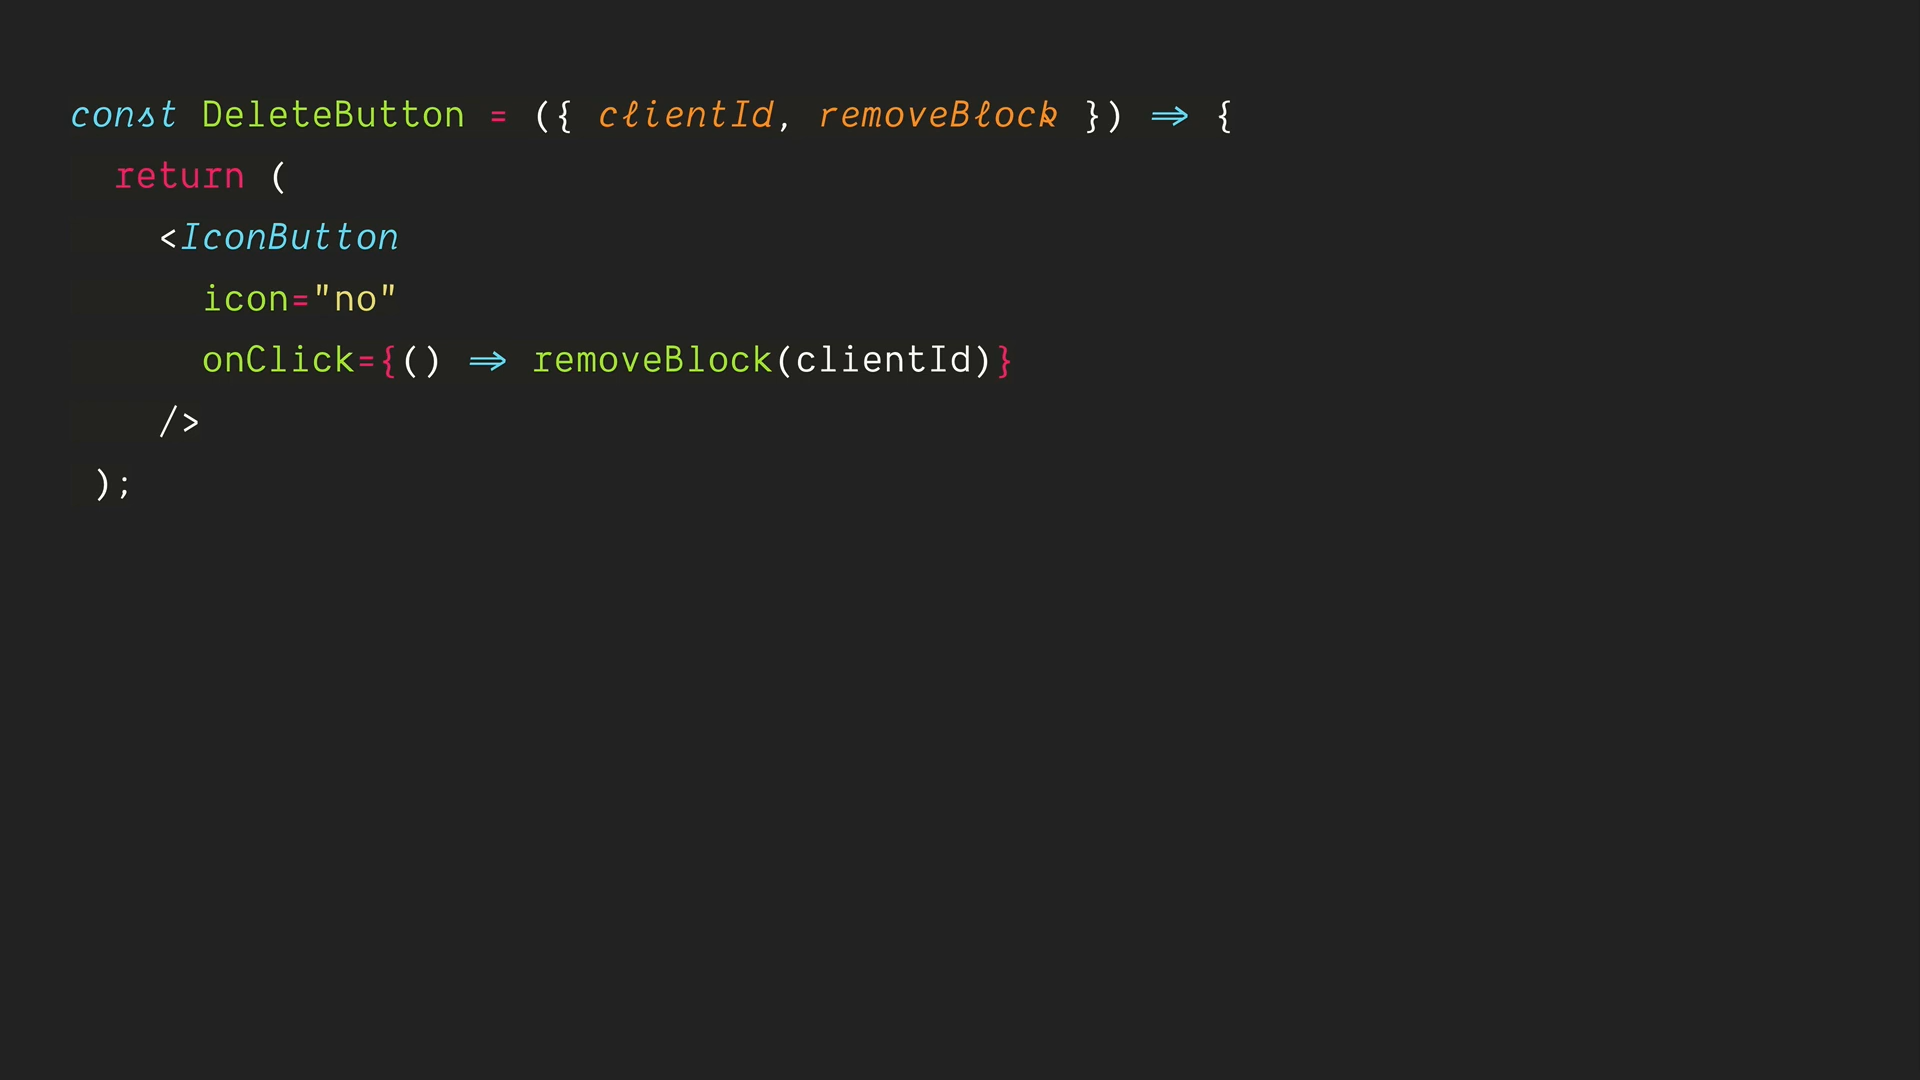 const DeleteButton = ({ clientId, removeBlock }) => {
  return (
    <IconButton
      icon="no"
      onClick={() => removeBlock(clientId)}
    />
 );